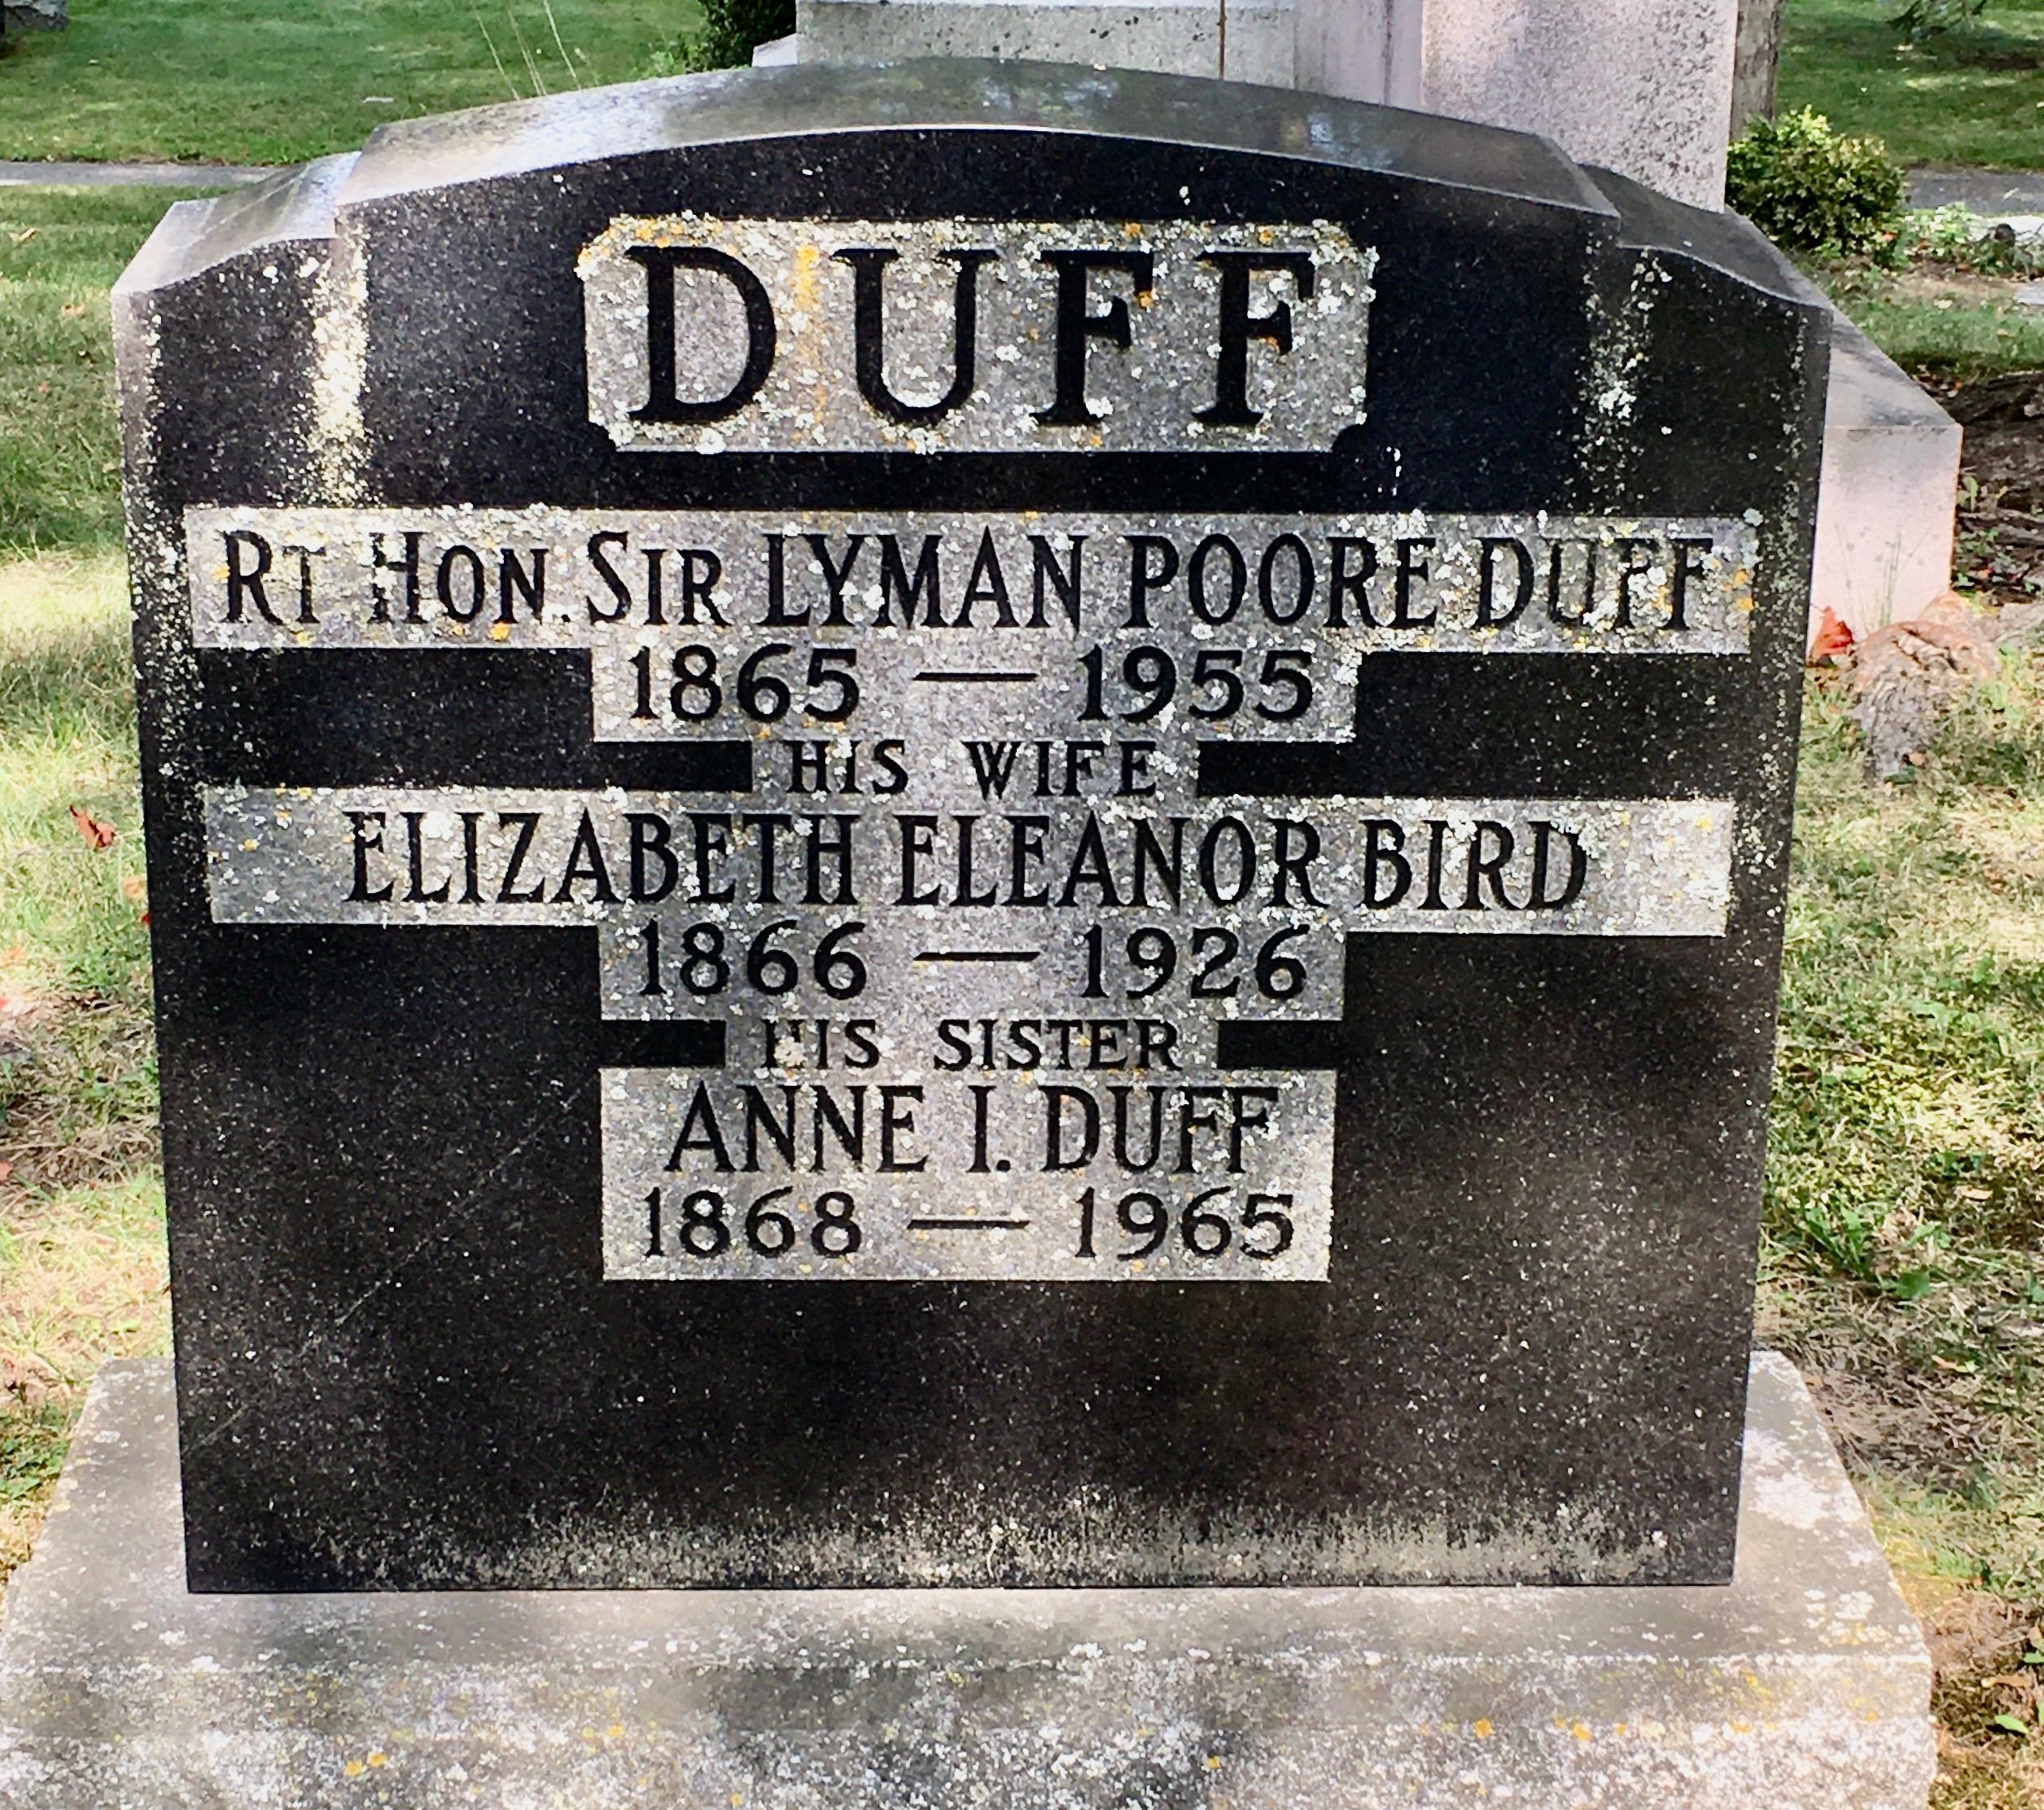 DUFF
RT HON. SIR LYMAN POORE DUFF
1865 — 1955
HIS WIFE
ELIZABETH ELEANOR BIRD
1866 — 1926
HIS SISTER
ANNE I. DUFF
1868 — 1965